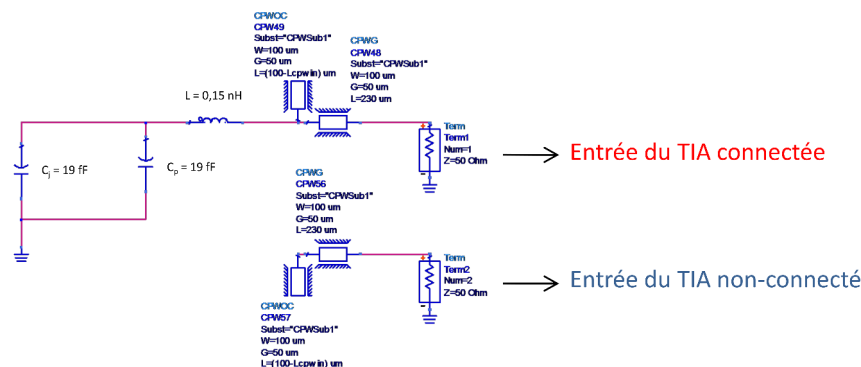 CPWOC
CPW49
Subst="CPWSub1"
W=100 um
G=50 um
L=(100-Lcpwin) um
CPWG
CPW48
Subst="CPWSub1"
W=100 um
G=50 um
L=230 um
L = 0,15 nH
Cj = 19 fF
Cp = 19 fF
Term
Term1
Num=1
Z=50 Ohm
Entrée du TIA connectée
CPWG
CPW56
Subst="CPWSub1"
W=100 um
G=50 um
L=230 um
Term
Term2
Num=2
Z=50 Ohm
Entrée du TIA non-connecté
CPWOC
CPW57
Subst="CPWSub1"
W=100 um
G=50 um
L=(100-Lcpwin) um